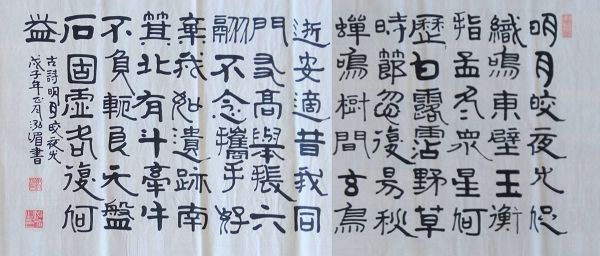 明月皎夜光促
織鳴東壁玉衡
指孟冬眾星何
歷白露霑野草
時節忽復易秋
蟬鳴樹間玄鳥
逝安適昔我同
門友高舉振六
翮不念攜手好
棄我如遺跡南
箕北有斗牽牛
不負軛良无盤
石固虛名復何
益
古詩明月皎夜光
戊子年正月泓眉書